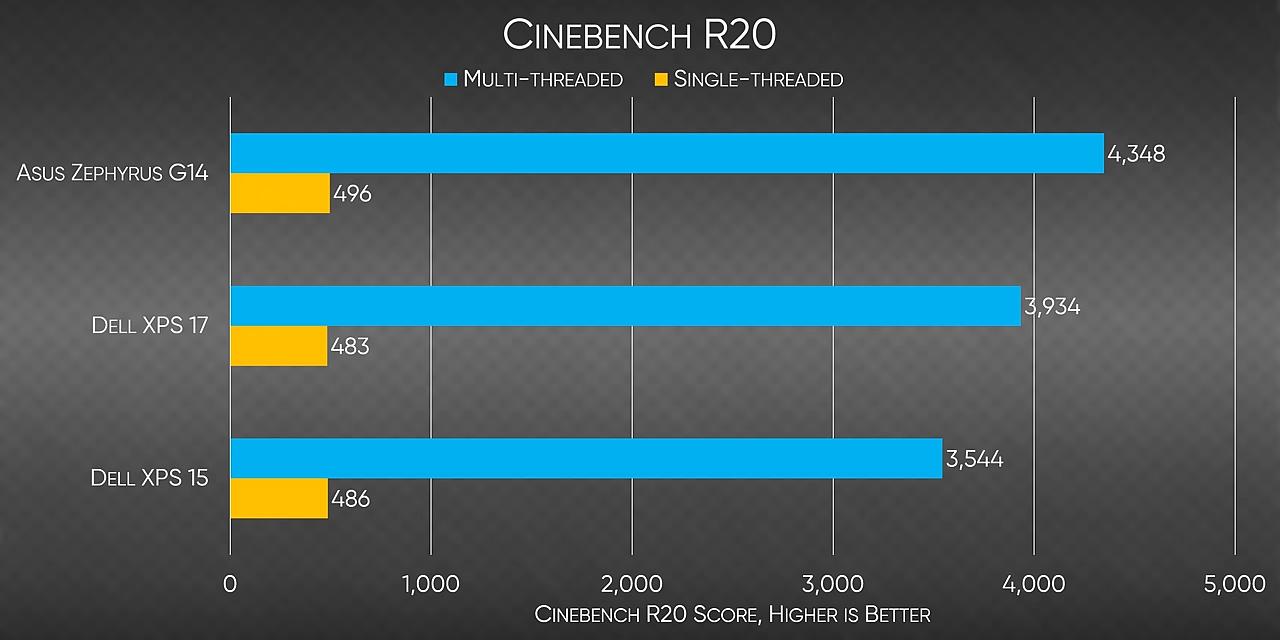 Cinebench R20
Multi-threaded Single-threaded
Asus Zephyrus G14
4,348
496
Dell XPS 17
3,934
483
Dell XPS 15
3,544
486
0 1,000 2,000 3,000 4,000 5,000
Cinebench R20 Score, Higher is Better